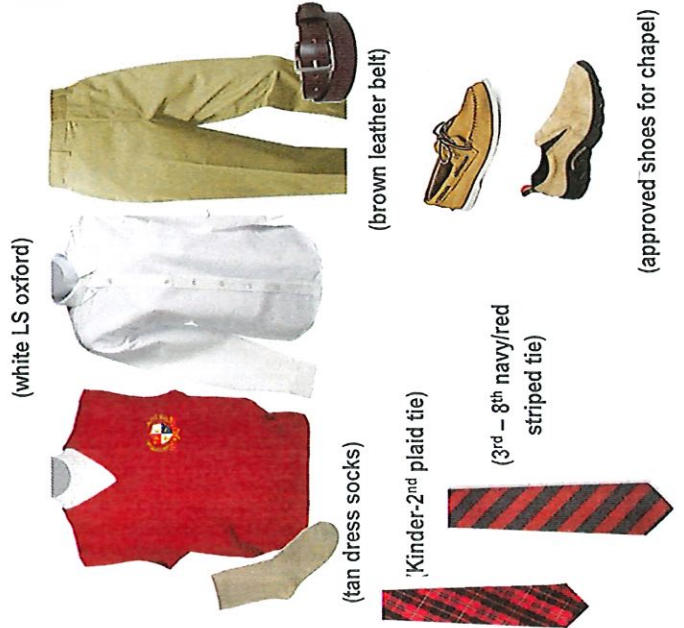 (white LS oxford)
(tan dress socks)
(brown leather belt)
(Kinder-2nd plaid tie)
(3rd – 8th navy/red
striped tie)
(approved shoes for chapel)